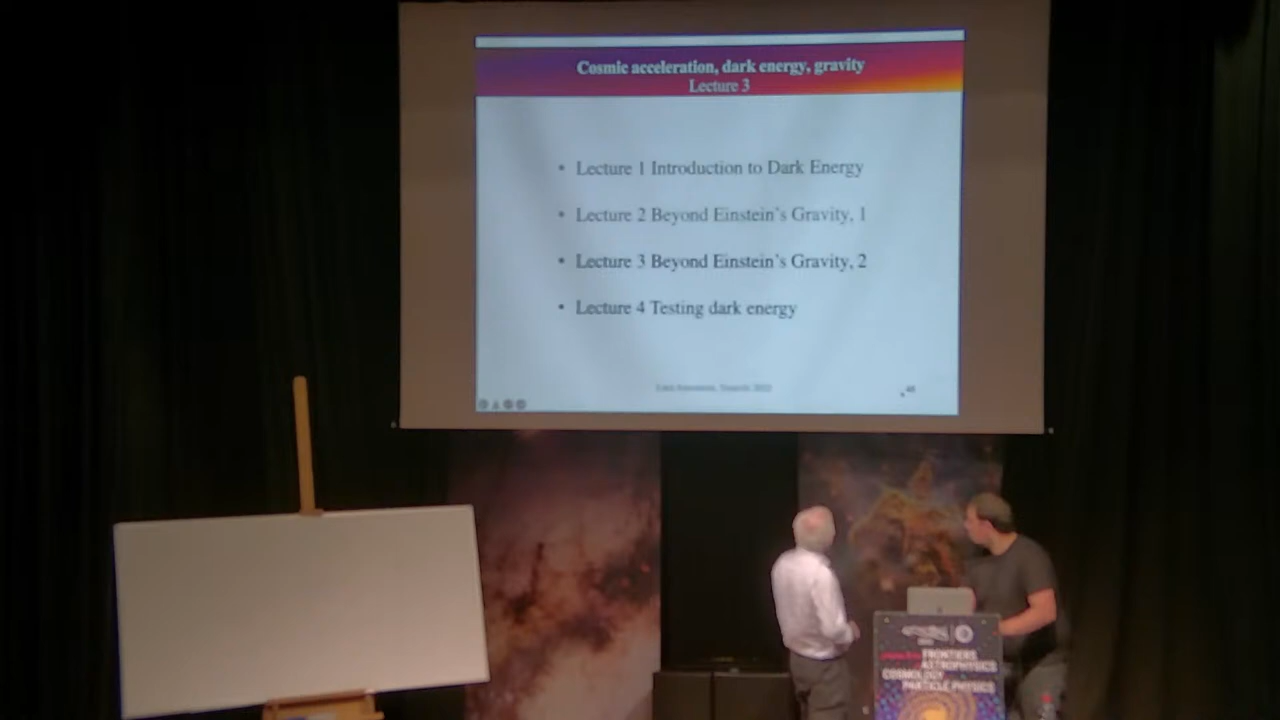 Cosmic acceleration, dark energy, gravity
Lecture 3
• Lecture 1 Introduction to Dark Energy
• Lecture 2 Beyond Einstein's Gravity, 1
• Lecture 3 Beyond Einstein's Gravity, 2
• Lecture 4 Testing dark energy
FRONTIERS
ASTROPHYSICS
COSMOLOGY
PARTICLE PHYSICS